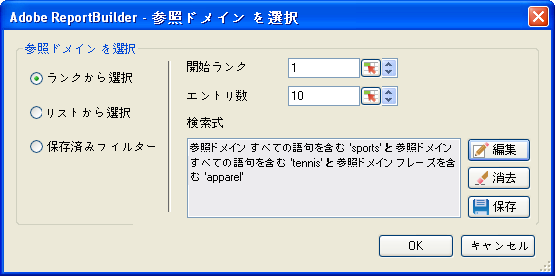 Adobe ReportBuilder - 参照ドメイン を選択
参照ドメイン を選択
ランクから選択
リストから選択
保存済みフィルター
開始ランク
1
エントリ数
10
検索式
参照ドメイン すべての語句を含む 'sports' と 参照ドメイン
すべての語句を含む 'tennis' と 参照ドメイン フレーズを含
む 'apparel'
編集
消去
保存
OK
キャンセル